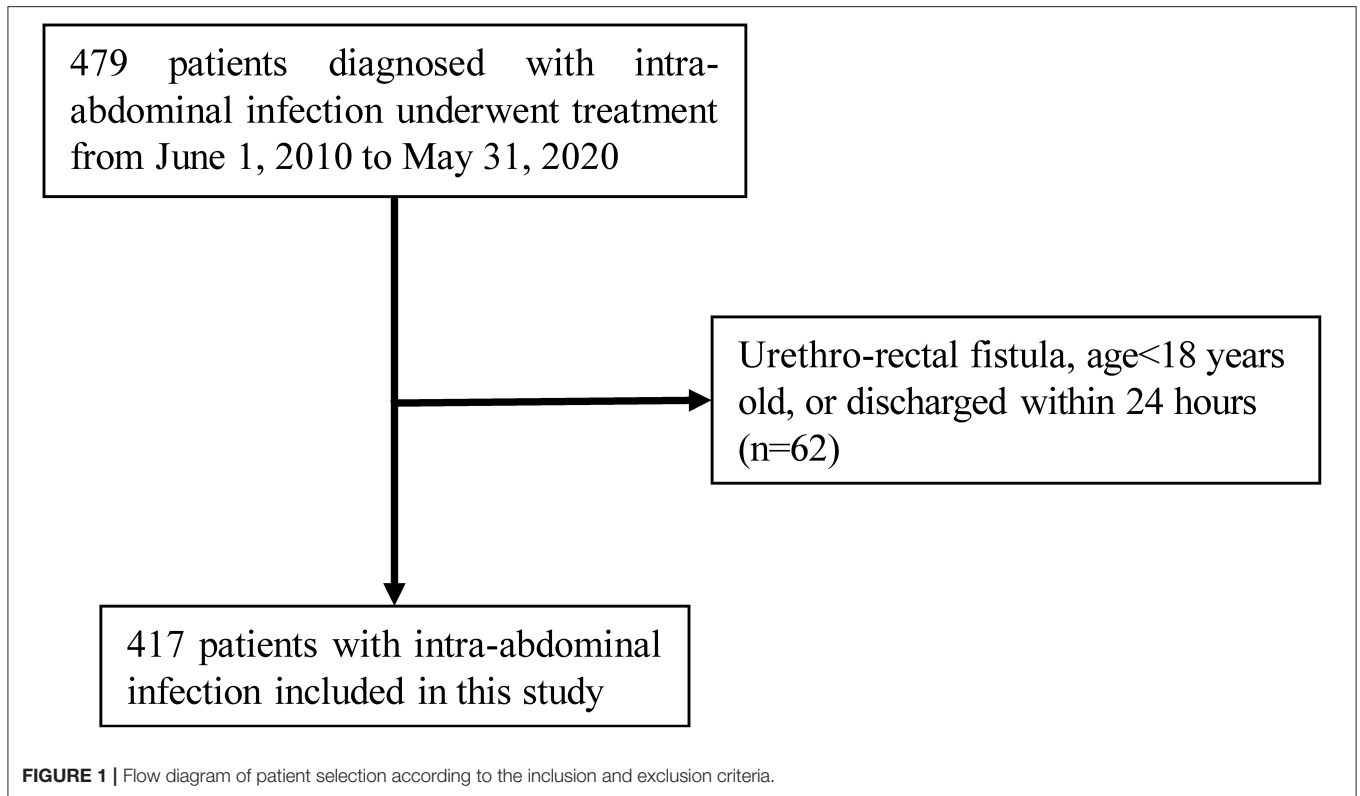 479 patients diagnosed with intra-
abdominal infection underwent treatment
from June 1, 2010 to May 31, 2020
Urethro-rectal fistula, age<18 years
old, or discharged within 24 hours
(n=62)
417 patients with intra-abdominal
infection included in this study
FIGURE 1 | Flow diagram of patient selection according to the inclusion and exclusion criteria.